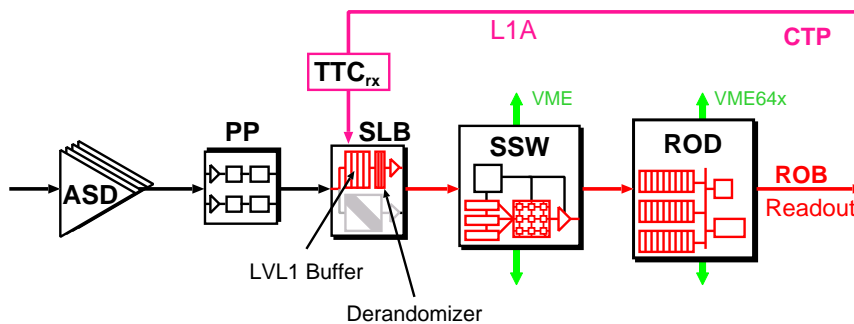 L1A
CTP
TTCrx
VME
VME64x
PP
SLB
SSW
ROD
ASD
ROB
Readout
LVL1 Buffer
Derandomizer